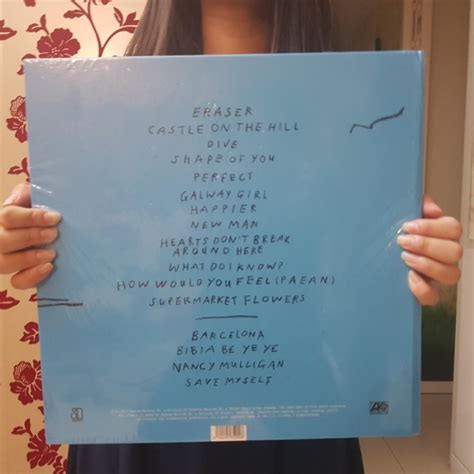 ERASER
CASTLE ON THE HILL
DIVE
SHAPE OF YOU
PERFECT
GALWAY GIRL
HAPPIER
NEW MAN
HEARTS DON'T BREAK
AROUND HERE
WHAT DO I KNOW?
HOW WOULD YOU FEEL (PAEAN)
SUPERMARKET FLOWERS
BARCELONA
BIBIA BE YE YE
NANCY MULLIGAN
SAVE MYSELF